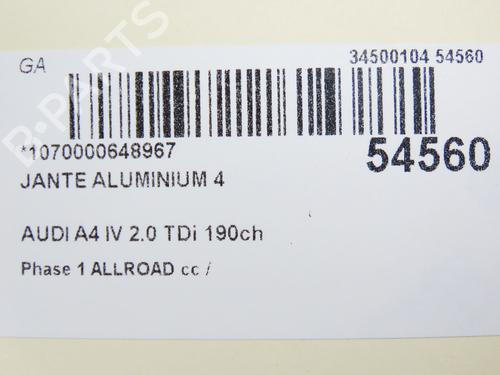 GA
34500104 54560
*1070000648967
54560
JANTE ALUMINIUM 4
AUDI A4 IV 2.0 TDi 190ch
Phase 1 ALLROAD cc /
B-PARTS